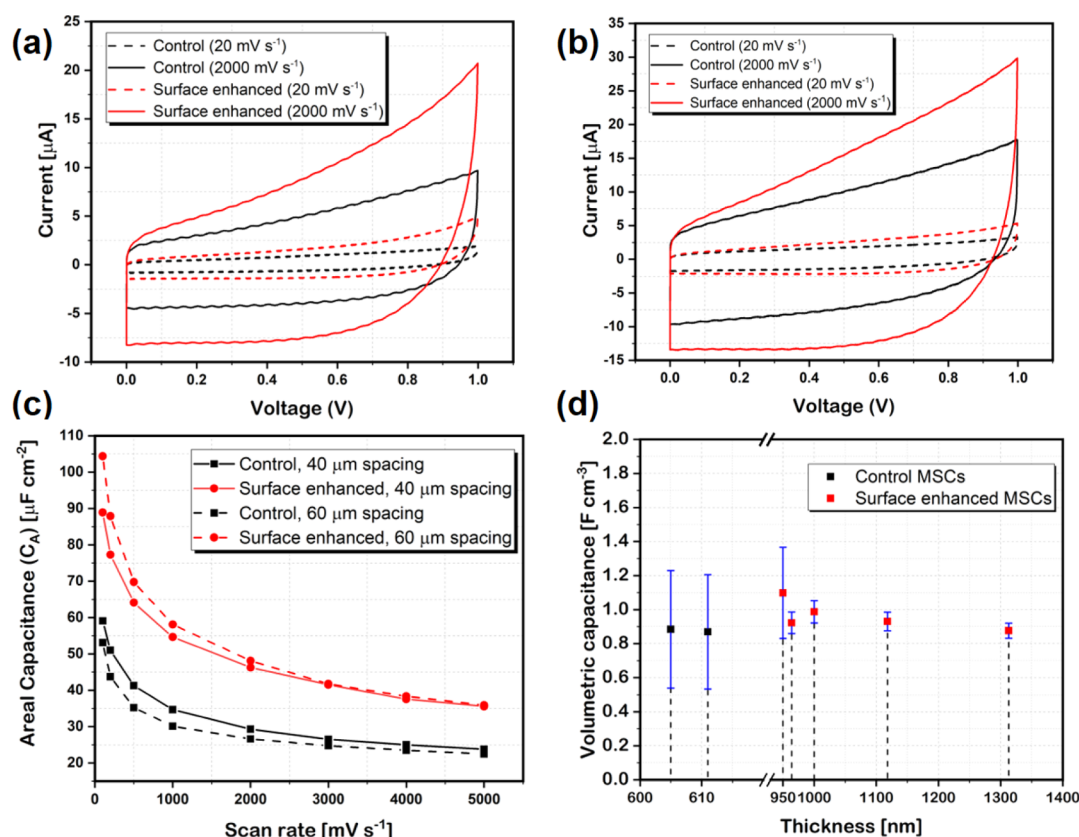 (a)
Control (20 mV s⁻¹)
Control (2000 mV s⁻¹)
Surface enhanced (20 mV s⁻¹)
Surface enhanced (2000 mV s⁻¹)
25
20
15
10
5
0
-5
-10
Current [μA]
0.0 0.2 0.4 0.6 0.8 1.0
Voltage (V)
(b)
Control (20 mV s⁻¹)
Control (2000 mV s⁻¹)
Surface enhanced (20 mV s⁻¹)
Surface enhanced (2000 mV s⁻¹)
35
30
25
20
15
10
5
0
-5
-10
-15
Current [μA]
0.0 0.2 0.4 0.6 0.8 1.0
Voltage (V)
(c)
Control, 40 μm spacing
Surface enhanced, 40 μm spacing
Control, 60 μm spacing
Surface enhanced, 60 μm spacing
110
100
90
80
70
60
50
40
30
20
Areal Capacitance (C_A) [μF cm⁻²]
0 1000 2000 3000 4000 5000
Scan rate [mV s⁻¹]
(d)
Control MSCs
Surface enhanced MSCs
2.0
1.8
1.6
1.4
1.2
1.0
0.8
0.6
0.4
0.2
0.0
Volumetric capacitance [F cm⁻³]
600 610 950 1000 1100 1200 1300 1400
Thickness [nm]